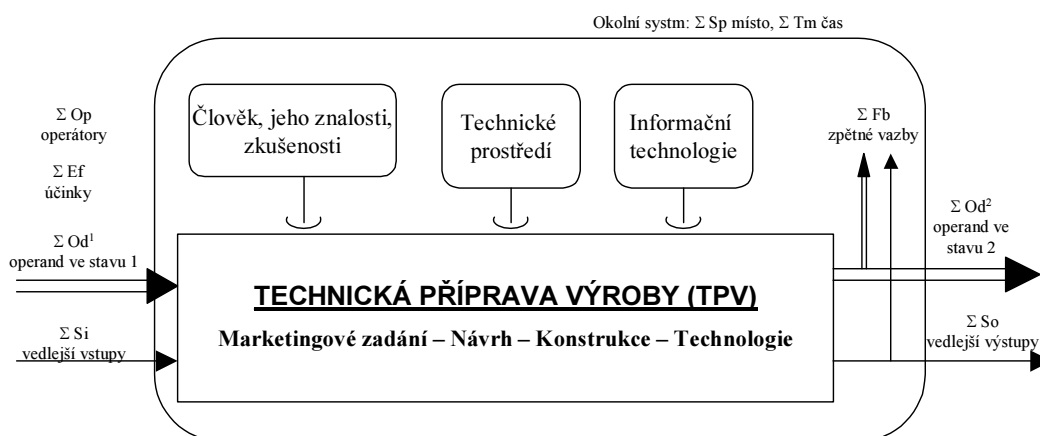 Okolní systm: Σ Sp místo, Σ Tm čas
Σ Op
operátory
Σ Ef
účinky
Člověk, jeho znalosti,
zkušenosti
Technické
prostředí
Informační
technologie
Σ Fb
zpětné vazby
Σ Od¹
operand ve stavu 1
Σ Od²
operand ve
stavu 2
TECHNICKÁ PŘÍPRAVA VÝROBY (TPV)
Marketingové zadání – Návrh – Konstrukce – Technologie
Σ Si
vedlejší vstupy
Σ So
vedlejší výstupy